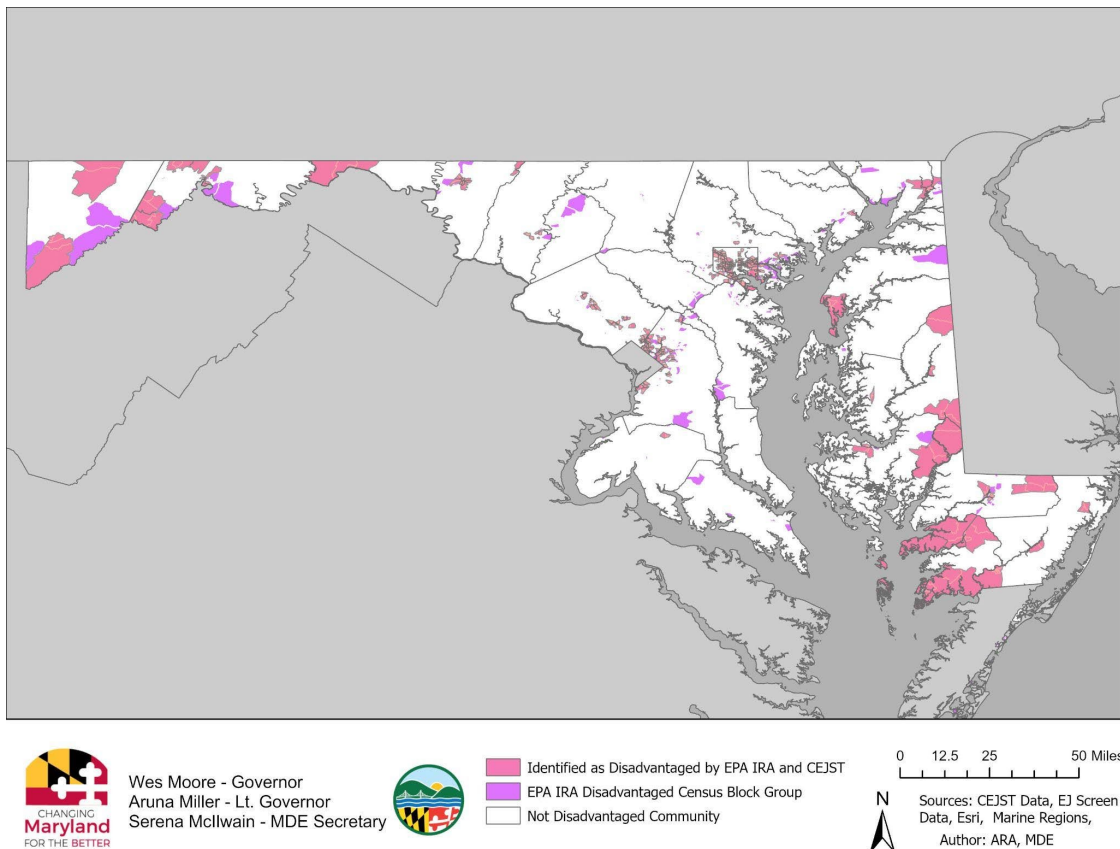 CHANGING
Maryland
FOR THE BETTER
Wes Moore - Governor
Aruna Miller - Lt. Governor
Serena McIlwain - MDE Secretary
Identified as Disadvantaged by EPA IRA and CEJST
EPA IRA Disadvantaged Census Block Group
Not Disadvantaged Community
0 12.5 25 50 Miles
N
Sources: CEJST Data, EJ Screen
Data, Esri, Marine Regions,
Author: ARA, MDE